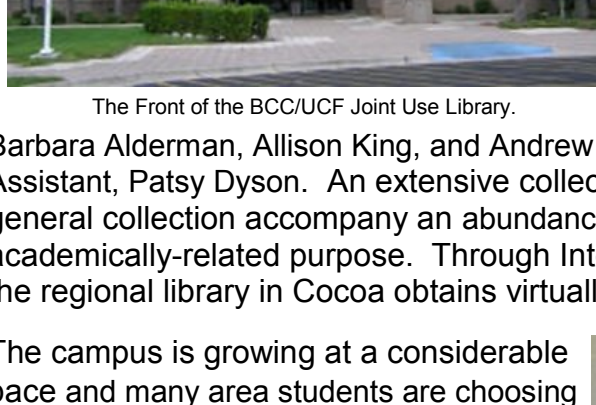 The Front of the BCC/UCF Joint Use Library.
Barbara Alderman, Allison King, and Andrew
Assistant, Patsy Dyson. An extensive collec
general collection accompany an abundanc
academically-related purpose. Through Int
the regional library in Cocoa obtains virtuall
The campus is growing at a considerable
pace and many area students are choosing